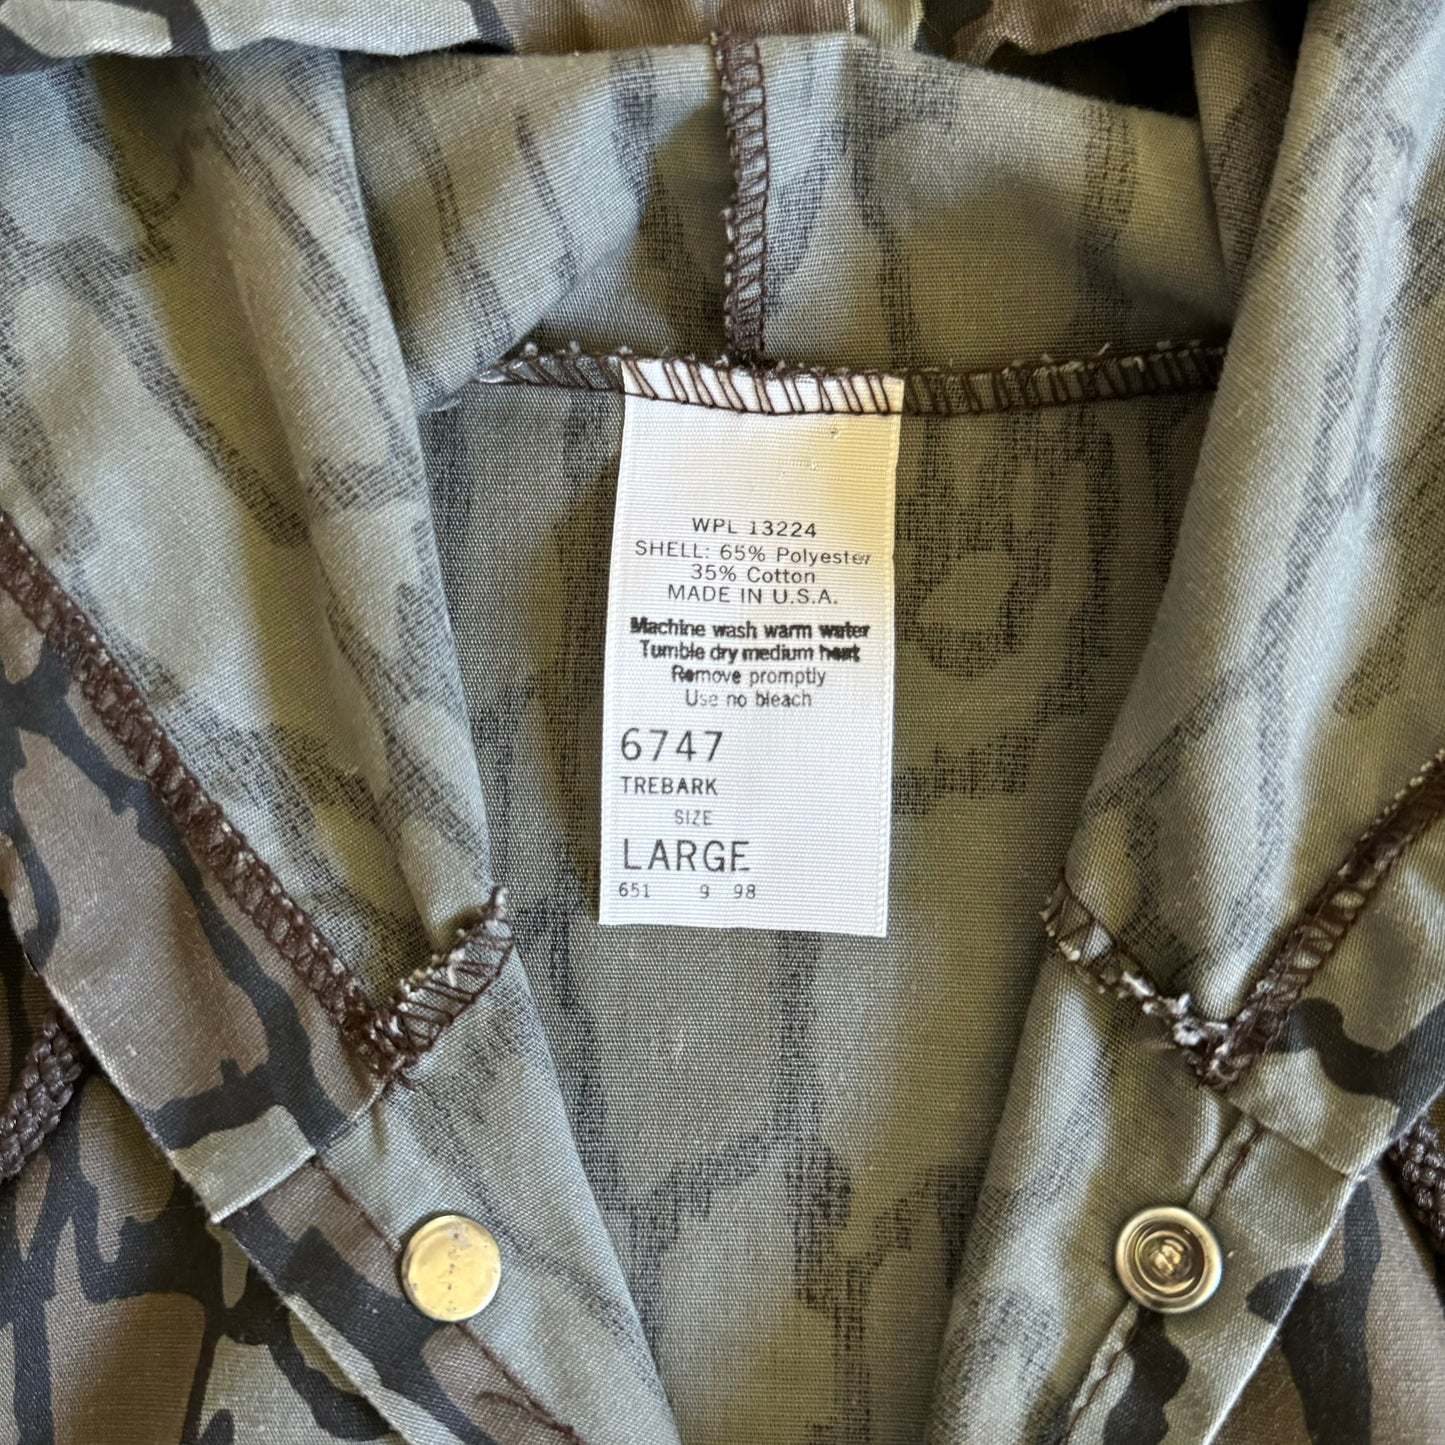 WPL 13224
SHELL: 65% Polyester
35% Cotton
MADE IN U.S.A.
Machine wash warm water
Tumble dry medium heat
Remove promptly
Use no bleach
6747
TREBARK
SIZE
LARGE
651 9 98